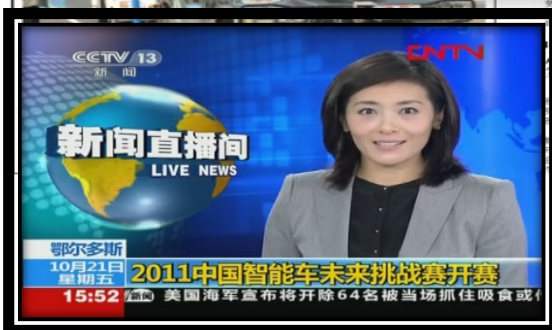 CCTV 13
新 闻
CNTV
新闻直播间
LIVE NEWS
鄂尔多斯
10月21日
星期五
2011中国智能车未来挑战赛开赛
15:52
新闻 美国海军宣布将开除64名被当场抓住吸食或